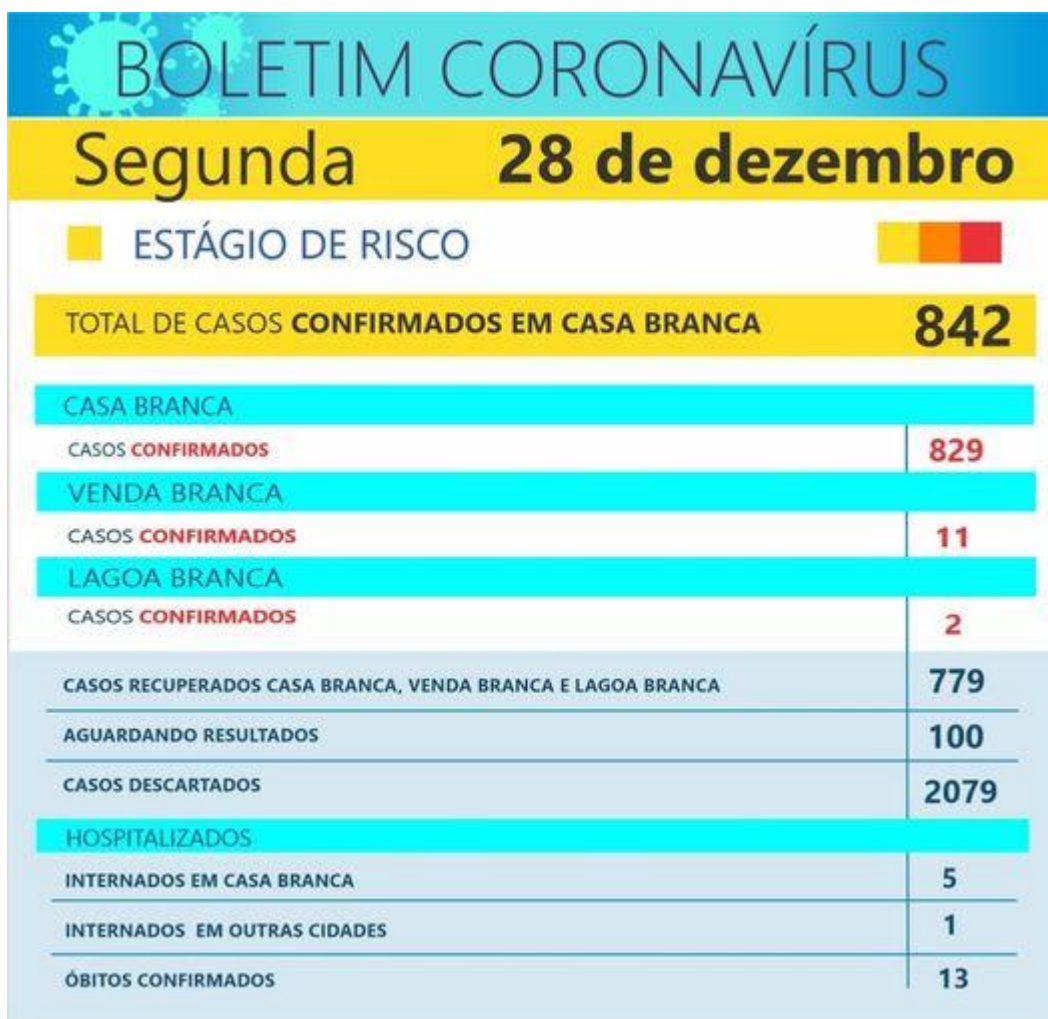 BOLETIM CORONAVÍRUS
Segunda 28 de dezembro
ESTÁGIO DE RISCO
TOTAL DE CASOS CONFIRMADOS EM CASA BRANCA 842
CASA BRANCA
CASOS CONFIRMADOS 829
VENDA BRANCA
CASOS CONFIRMADOS 11
LAGOA BRANCA
CASOS CONFIRMADOS 2
CASOS RECUPERADOS CASA BRANCA, VENDA BRANCA E LAGOA BRANCA 779
AGUARDANDO RESULTADOS 100
CASOS DESCARTADOS 2079
HOSPITALIZADOS
INTERNADOS EM CASA BRANCA 5
INTERNADOS EM OUTRAS CIDADES 1
ÓBITOS CONFIRMADOS 13